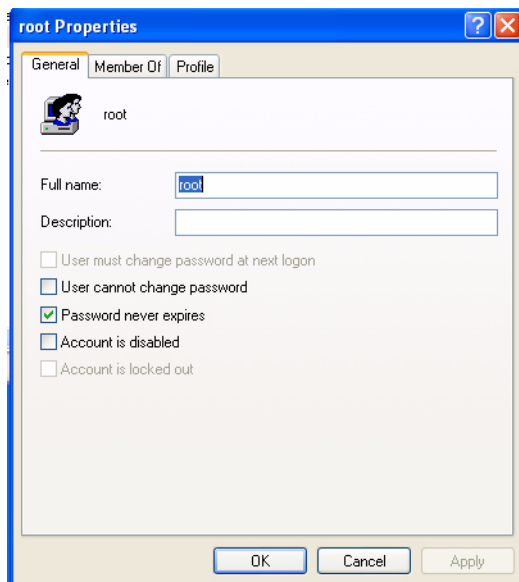 root Properties
General Member Of Profile
root
Full name: root
Description:
User must change password at next logon
User cannot change password
Password never expires
Account is disabled
Account is locked out
OK Cancel Apply